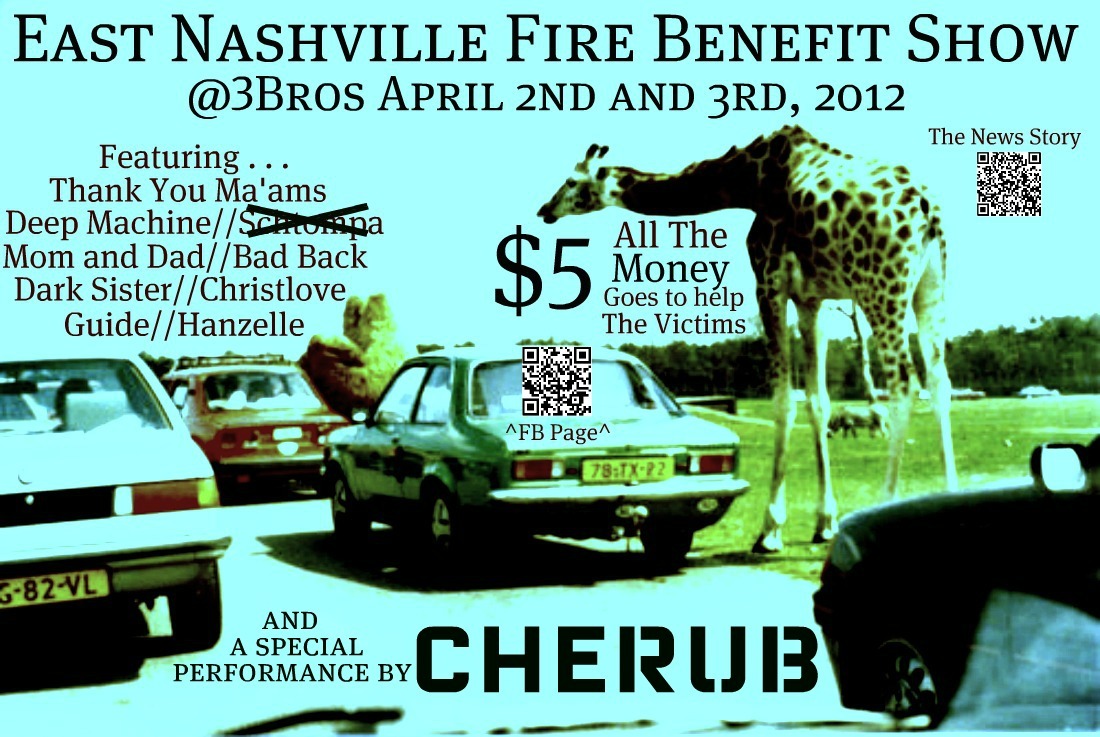 East Nashville Fire Benefit Show
@3Bros April 2nd and 3rd, 2012
The News Story
Featuring . . .
Thank You Ma'ams
Deep Machine//Schtompa
Mom and Dad//Bad Back
Dark Sister//Christlove
Guide//Hanzelle
$5
All The
Money
Goes to help
The Victims
^FB Page^
78-TX-22
G-82-VL
AND
A SPECIAL
PERFORMANCE BY
CHERUB